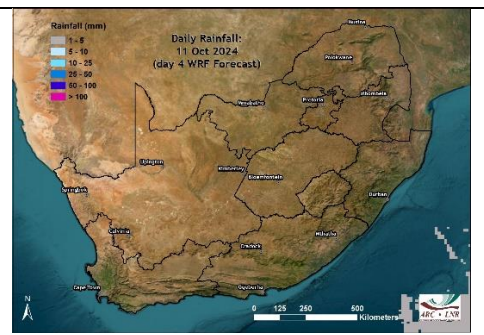 Rainfall (mm)
1 - 5
5 - 10
10 - 25
25 - 50
50 - 100
> 100
Daily Rainfall:
11 Oct 2024
(day 4 WRF Forecast)
Musina
Polokwane
Mahikeng
Pretoria
Mbombela
Upington
Kimberley
Bloemfontein
Springbok
Durban
Calvinia
Mthatha
Cradock
Cape Town
Gqeberha
N
0 125 250 500
Kilometers
ARC • LNR